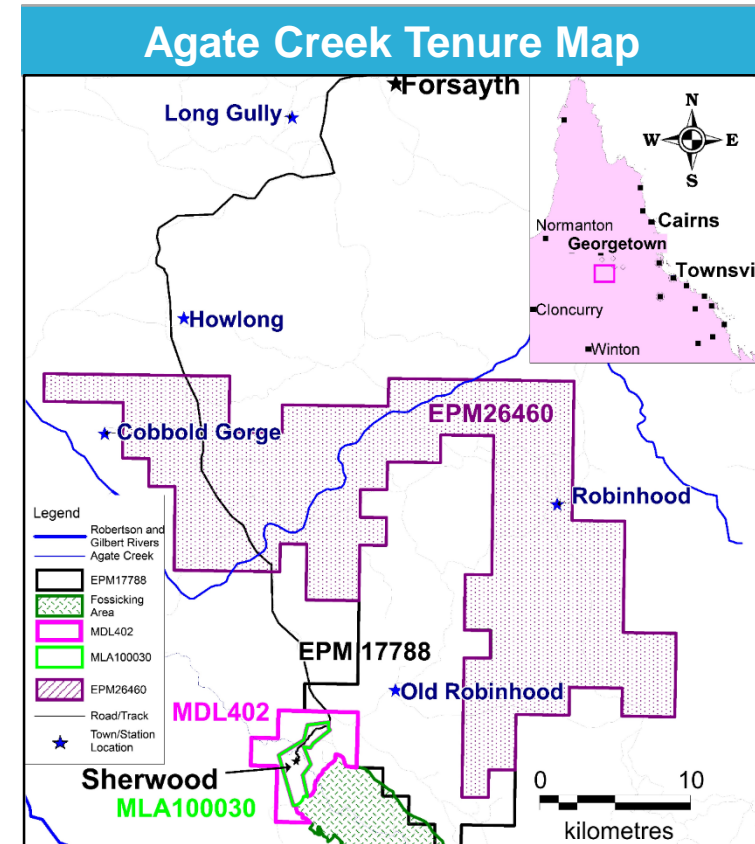 Agate Creek Tenure Map
Forsayth
Long Gully
N
W
E
S
Normanton
Cairns
Georgetown
Townsvi
Cloncurry
Winton
Howlong
EPM26460
Cobbold Gorge
Robinhood
Legend
Robertson and
Gilbert Rivers
Agate Creek
EPM17788
Fossicking
Area
MDL402
MLA100030
EPM26460
Road/Track
Town/Station
Location
EPM 17788
Old Robinhood
MDL402
Sherwood
MLA100030
0
10
kilometres